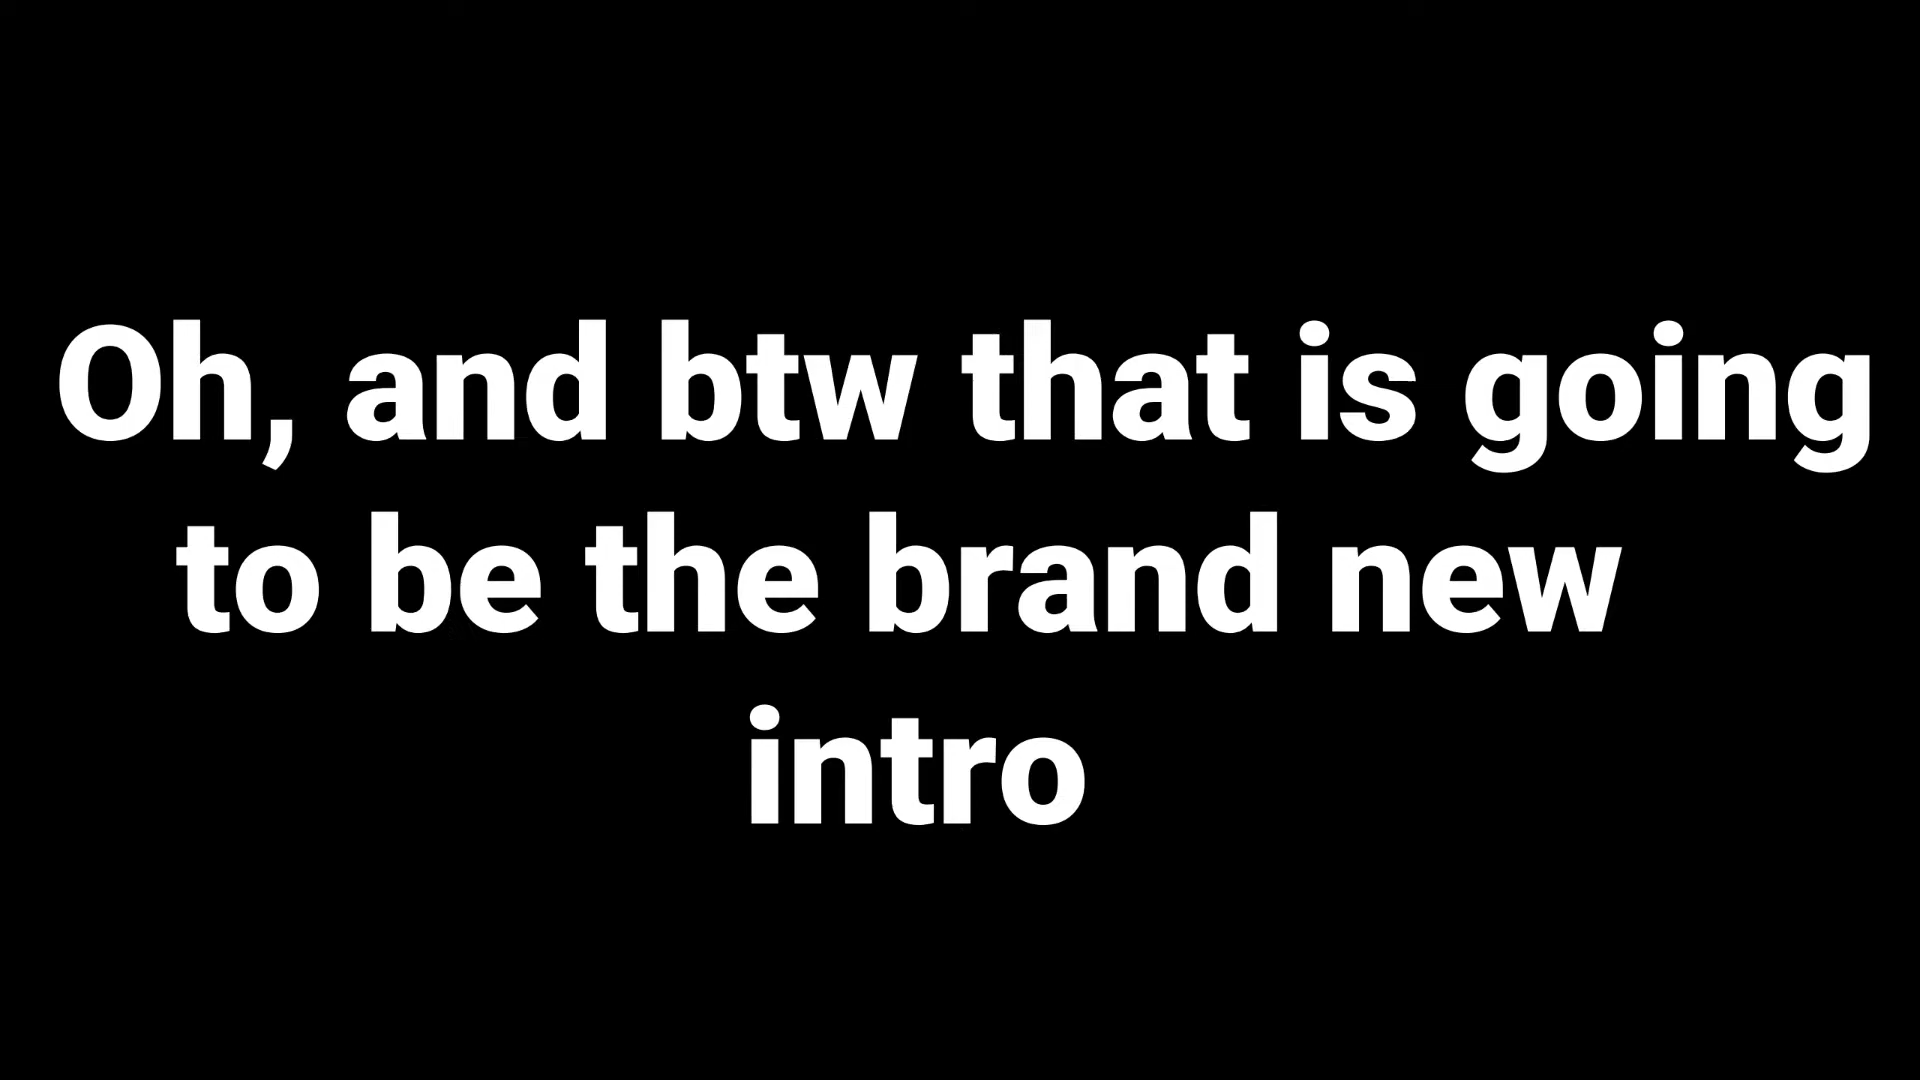 Oh, and btw that is going
to be the brand new
intro